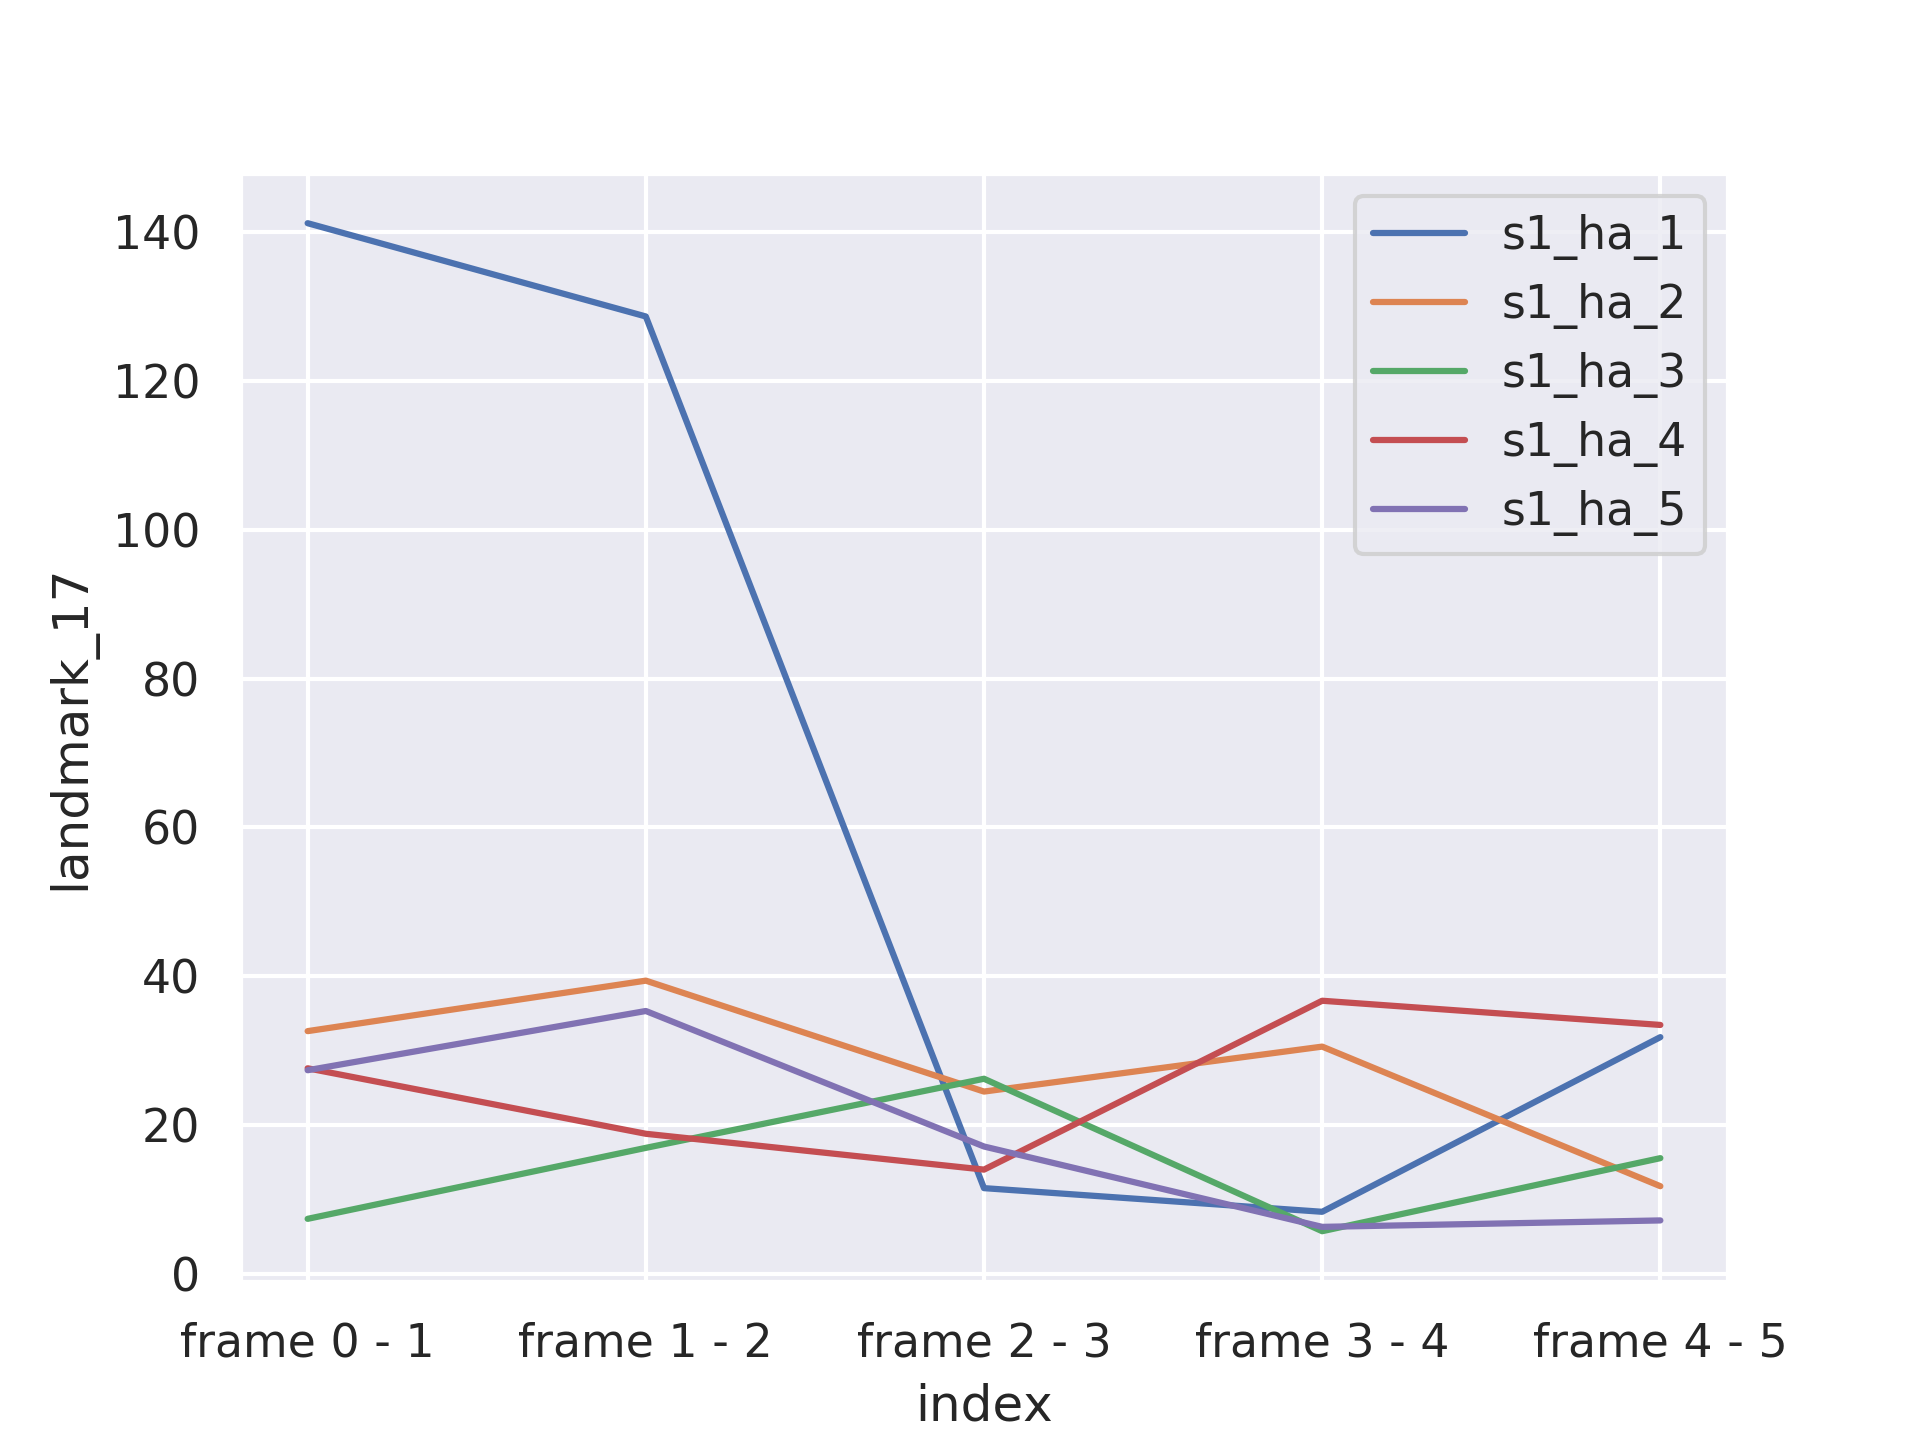 140
120
100
80
60
40
20
0
landmark_17
s1_ha_1
s1_ha_2
s1_ha_3
s1_ha_4
s1_ha_5
frame 0 - 1 frame 1 - 2 frame 2 - 3 frame 3 - 4 frame 4 - 5
index